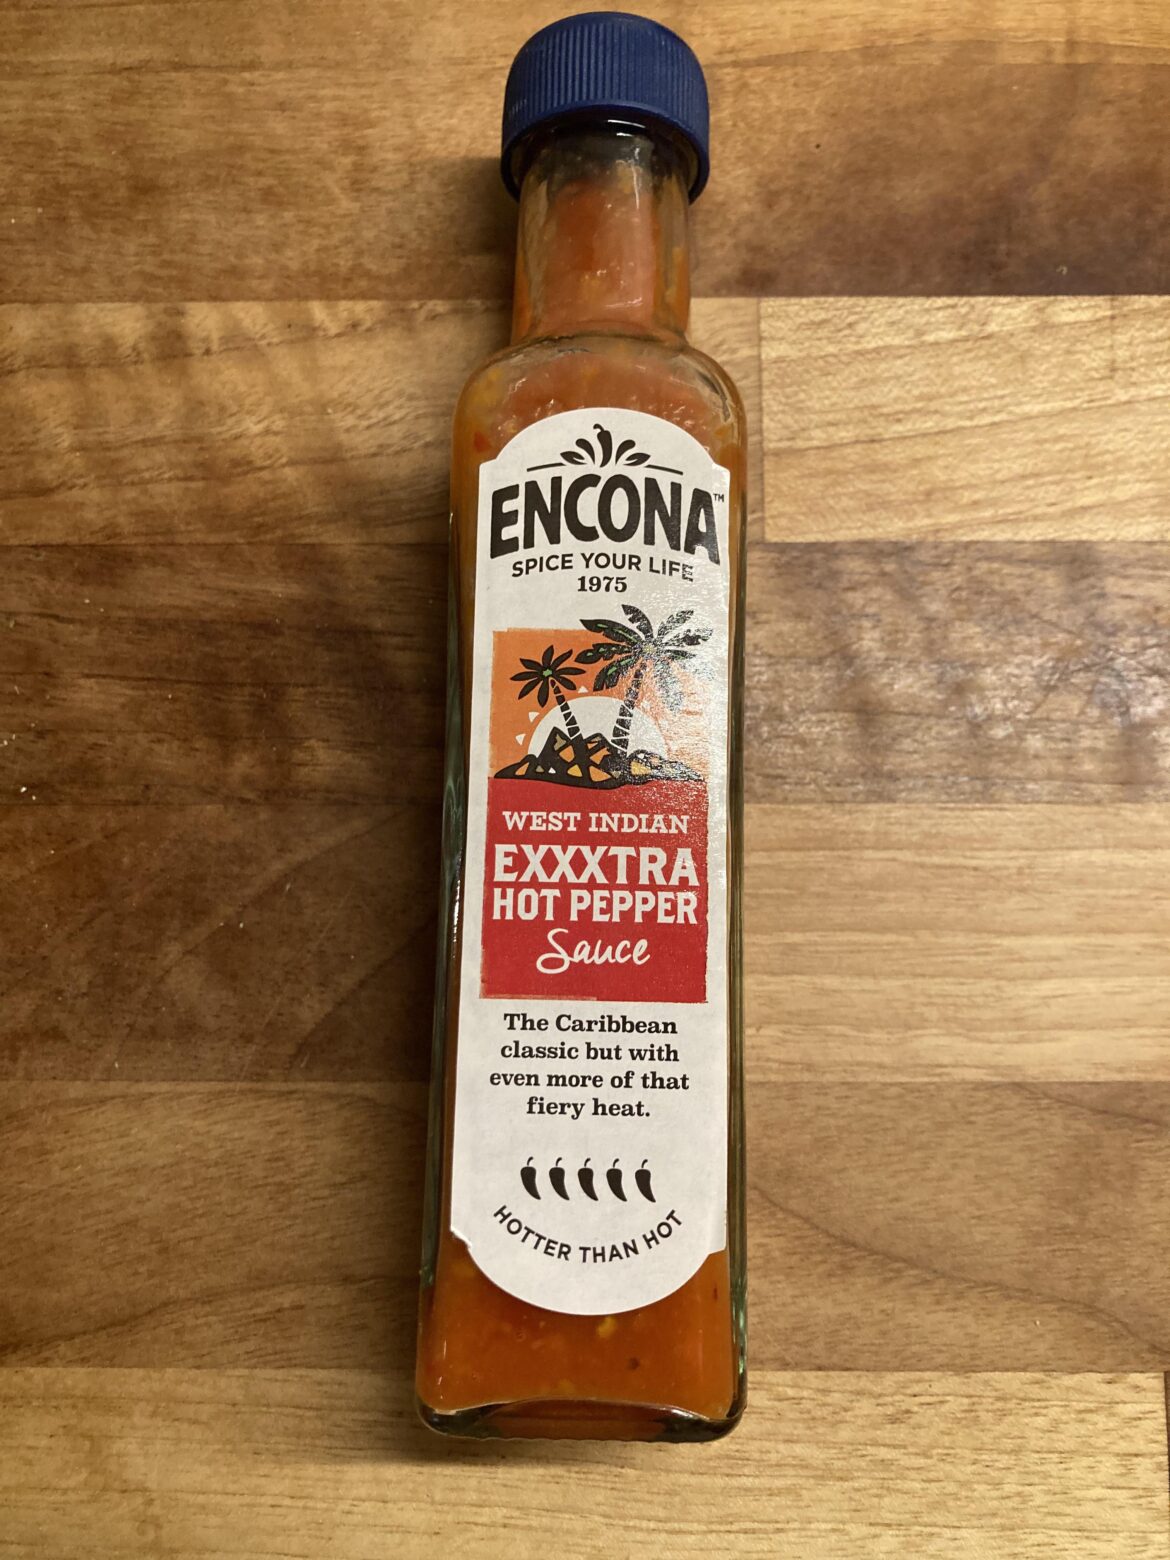 ENCONA™
SPICE YOUR LIFE
1975
WEST INDIAN
EXXXTRA
HOT PEPPER
Sauce
The Caribbean
classic but with
even more of that
fiery heat.
HOTTER THAN HOT